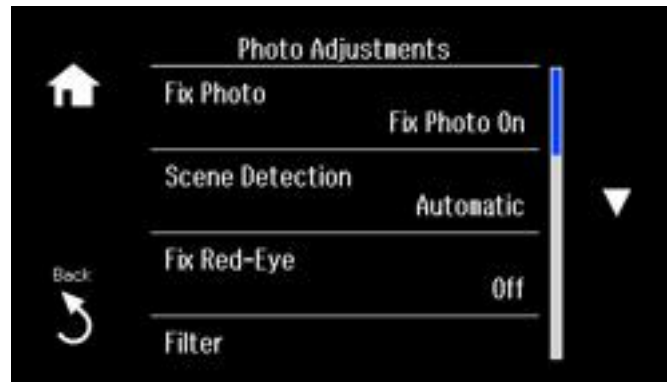 Photo Adjustments
Fix Photo
Fix Photo On
Scene Detection
Automatic
Fix Red-Eye
Off
Back
Filter